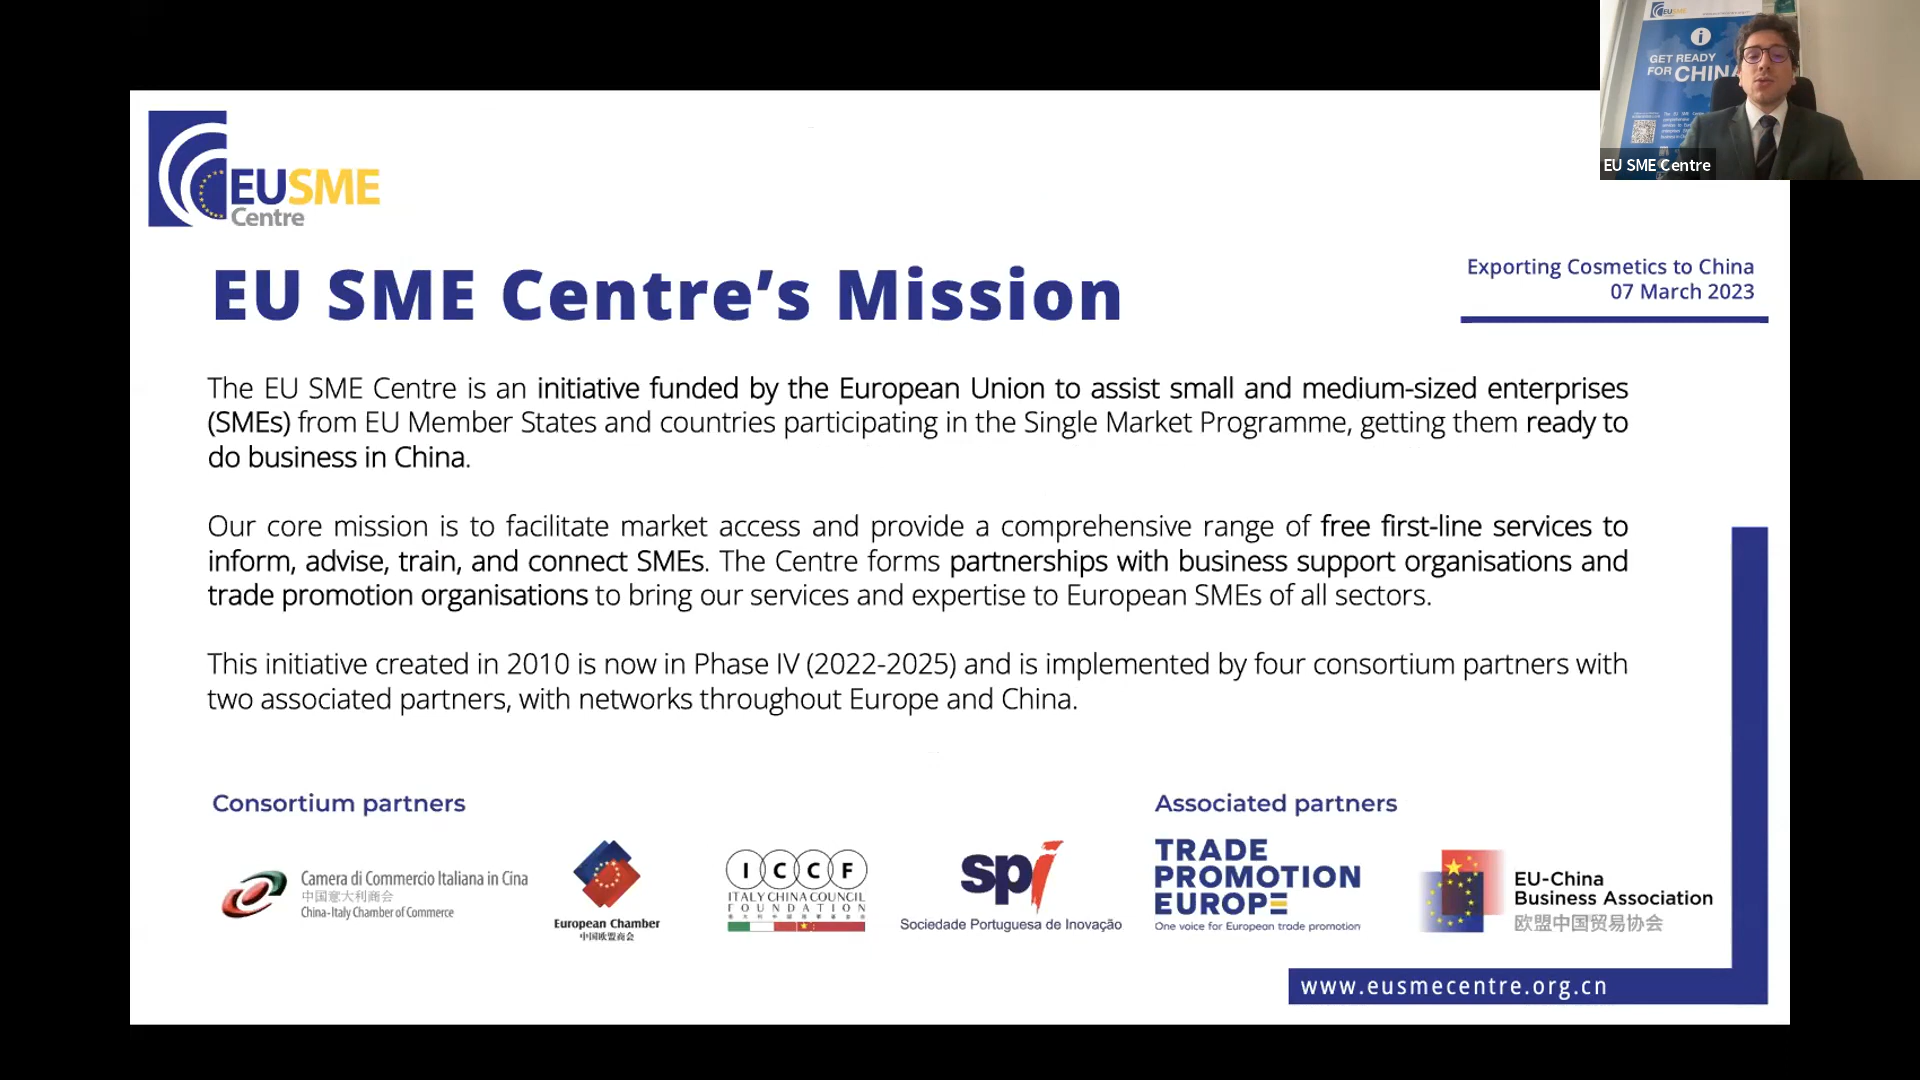 EUSME
Centre
GET READY
FOR CHINA
EU SME Centre
EU SME Centre’s Mission
Exporting Cosmetics to China
07 March 2023
The EU SME Centre is an initiative funded by the European Union to assist small and medium-sized enterprises
(SMEs) from EU Member States and countries participating in the Single Market Programme, getting them ready to
do business in China.
Our core mission is to facilitate market access and provide a comprehensive range of free first-line services to
inform, advise, train, and connect SMEs. The Centre forms partnerships with business support organisations and
trade promotion organisations to bring our services and expertise to European SMEs of all sectors.
This initiative created in 2010 is now in Phase IV (2022-2025) and is implemented by four consortium partners with
two associated partners, with networks throughout Europe and China.
Consortium partners
Associated partners
Camera di Commercio Italiana in Cina
中国意大利商会
China-Italy Chamber of Commerce
European Chamber
中国欧盟商会
I C C F
ITALY CHINA COUNCIL
FOUNDATION
spi
Sociedade Portuguesa de Inovação
TRADE
PROMOTION
EUROPE
One voice for European trade promotion
EU-China
Business Association
欧盟中国贸易协会
www.eusmecentre.org.cn